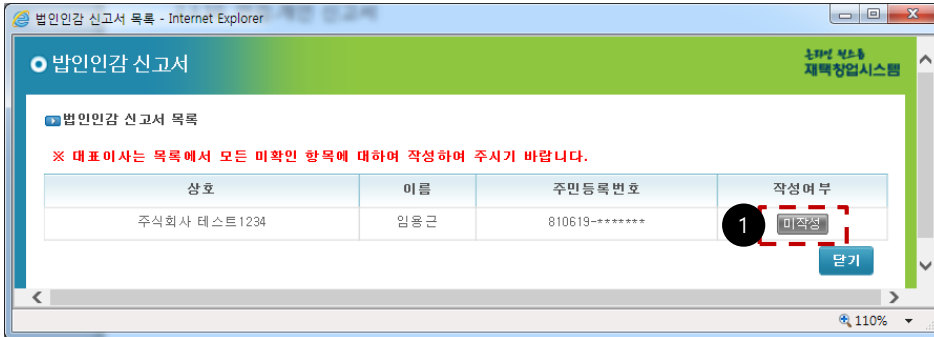 법인인감 신고서 목록 - Internet Explorer
법인인감 신고서
온라인 원스톱
재택창업시스템
법인인감 신고서 목록
※ 대표이사는 목록에서 모든 미확인 항목에 대하여 작성하여 주시기 바랍니다.
상호 이름 주민등록번호 작성여부
주식회사 테스트1234 임용근 810619-******* 1 미작성
닫기
110%